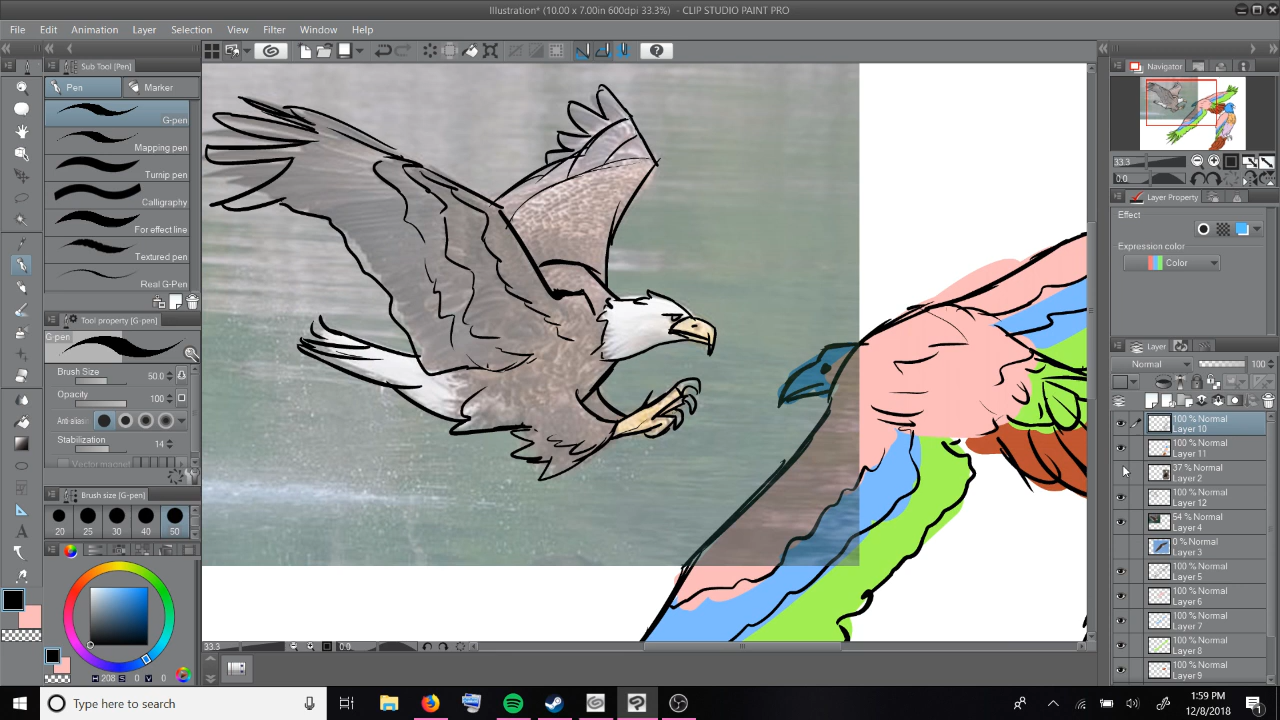 Illustration* (10.00 x 7.00in 600dpi 33.3%) - CLIP STUDIO PAINT PRO
File Edit Animation Layer Selection View Filter Window Help
Sub Tool [Pen]
Pen Marker
G-pen
Mapping pen
Turnip pen
Calligraphy
For effect line
Textured pen
Real G-Pen
Tool property [G-pen]
G-pen
Brush Size 50.0
Opacity 100
Anti-alias
Stabilization 14
Vector magnet
Brush size [G-pen]
20 25 30 40 50
H 208 S 0 V 0
33.3 0.0
Navigator
33.3
0.0
Layer Property
Effect
Expression color
Color
Layer
Normal 100
100 % Normal
Layer 10
100 % Normal
Layer 11
37 % Normal
Layer 2
100 % Normal
Layer 12
54 % Normal
Layer 4
0 % Normal
Layer 3
100 % Normal
Layer 5
100 % Normal
Layer 6
100 % Normal
Layer 7
100 % Normal
Layer 8
100 % Normal
Layer 9
Type here to search
1:59 PM
12/8/2018